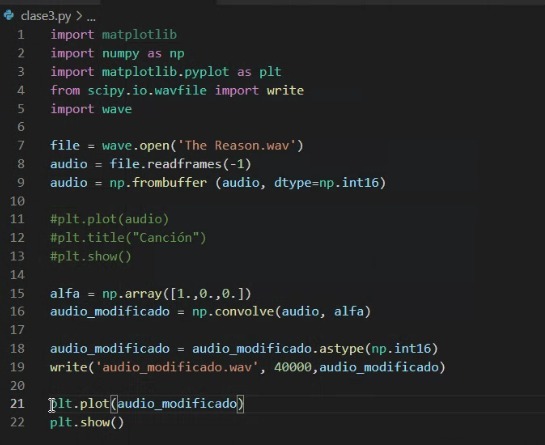 clase3.py > ...
1 import matplotlib
2 import numpy as np
3 import matplotlib.pyplot as plt
4 from scipy.io.wavfile import write
5 import wave
6
7 file = wave.open('The Reason.wav')
8 audio = file.readframes(-1)
9 audio = np.frombuffer (audio, dtype=np.int16)
10
11 #plt.plot(audio)
12 #plt.title("Canción")
13 #plt.show()
14
15 alfa = np.array([1.,0.,0.])
16 audio_modificado = np.convolve(audio, alfa)
17
18 audio_modificado = audio_modificado.astype(np.int16)
19 write('audio_modificado.wav', 40000,audio_modificado)
20
21 plt.plot(audio_modificado)
22 plt.show()